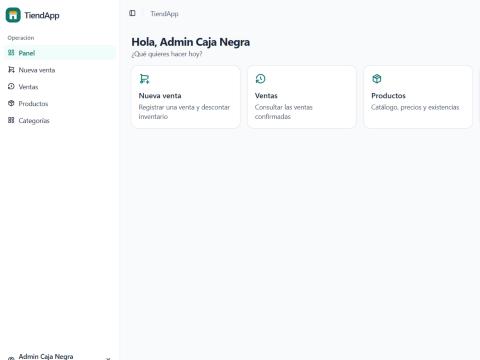 TiendApp
Operación
Panel
Nueva venta
Ventas
Productos
Categorías
Admin Caja Negra
TiendApp
Hola, Admin Caja Negra
¿Qué quieres hacer hoy?
Nueva venta
Registrar una venta y descontar
inventario
Ventas
Consultar las ventas
confirmadas
Productos
Catálogo, precios y existencias